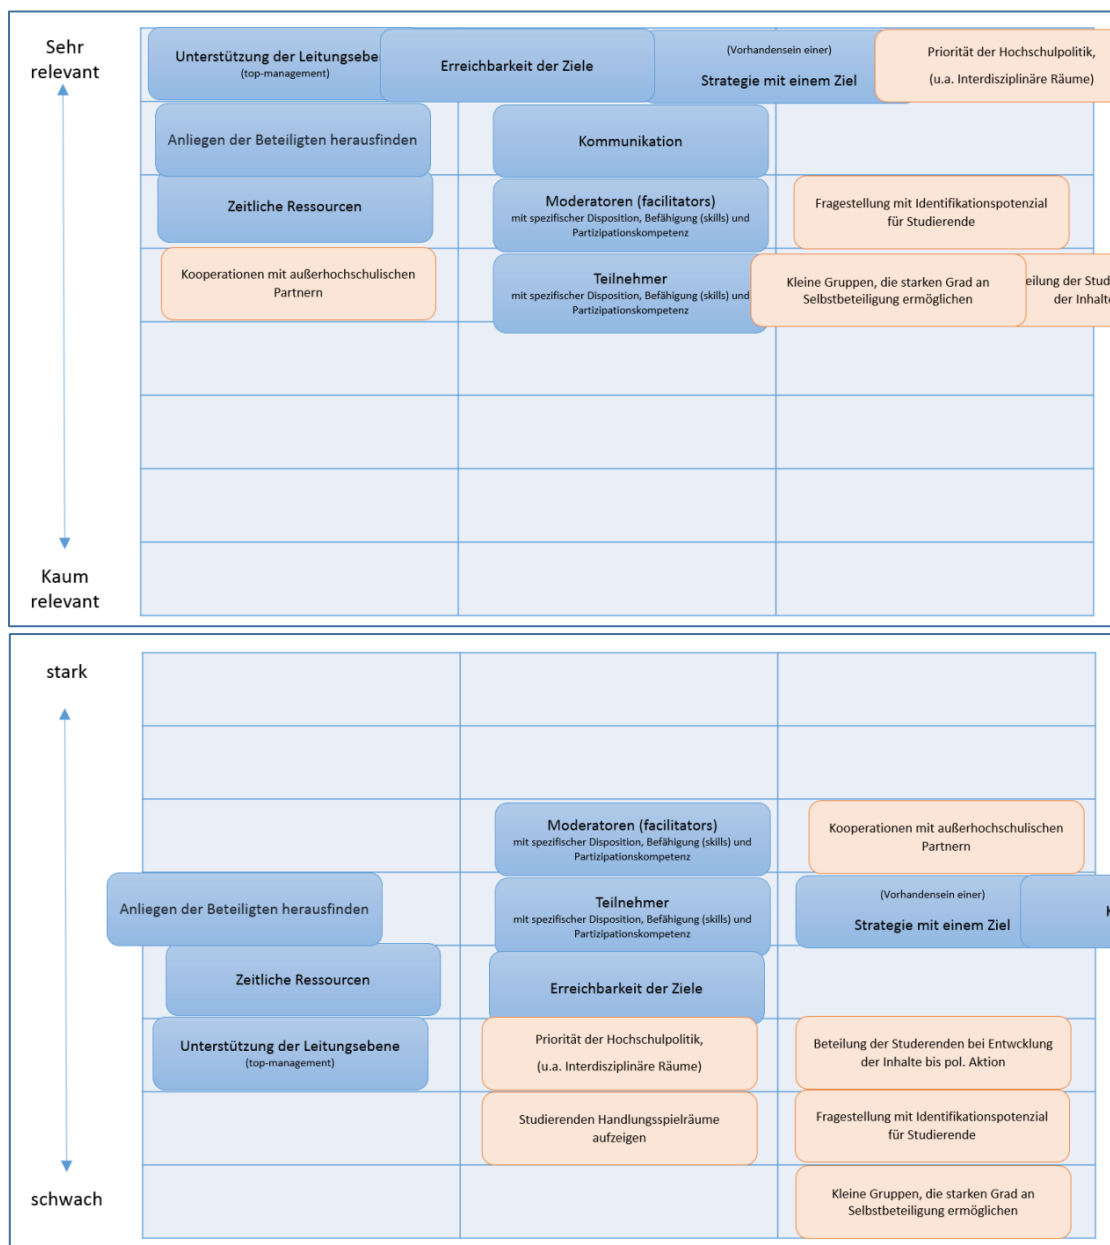 Sehr
relevant
Unterstützung der Leitungsebene
(top-management)
Erreichbarkeit der Ziele
(Vorhandensein einer)
Strategie mit einem Ziel
Priorität der Hochschulpolitik,
(u.a. Interdisziplinäre Räume)
Anliegen der Beteiligten herausfinden
Kommunikation
Zeitliche Ressourcen
Moderatoren (facilitators)
mit spezifischer Disposition, Befähigung (skills) und
Partizipationskompetenz
Fragestellung mit Identifikationspotenzial
für Studierende
Kooperationen mit außerhochschulischen
Partnern
Teilnehmer
mit spezifischer Disposition, Befähigung (skills) und
Partizipationskompetenz
Kleine Gruppen, die starken Grad an
Selbstbeteiligung ermöglichen
eilung der Stud
der Inhalte
Kaum
relevant
stark
Moderatoren (facilitators)
mit spezifischer Disposition, Befähigung (skills) und
Partizipationskompetenz
Kooperationen mit außerhochschulischen
Partnern
Anliegen der Beteiligten herausfinden
Teilnehmer
mit spezifischer Disposition, Befähigung (skills) und
Partizipationskompetenz
(Vorhandensein einer)
Strategie mit einem Ziel
K
Zeitliche Ressourcen
Erreichbarkeit der Ziele
Unterstützung der Leitungsebene
(top-management)
Priorität der Hochschulpolitik,
(u.a. Interdisziplinäre Räume)
Beteilung der Studerenden bei Entwcklung
der Inhalte bis pol. Aktion
Studierenden Handlungsspielräume
aufzeigen
Fragestellung mit Identifikationspotenzial
für Studierende
schwach
Kleine Gruppen, die starken Grad an
Selbstbeteiligung ermöglichen